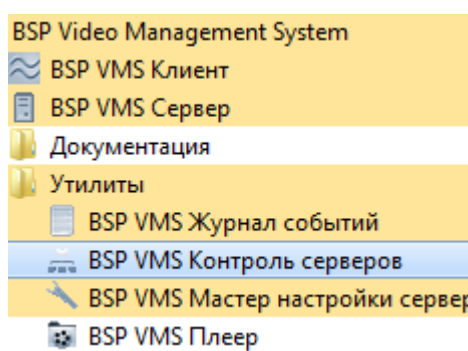 BSP Video Management System
BSP VMS Клиент
BSP VMS Сервер
Документация
Утилиты
BSP VMS Журнал событий
BSP VMS Контроль серверов
BSP VMS Мастер настройки сервер
BSP VMS Плеер